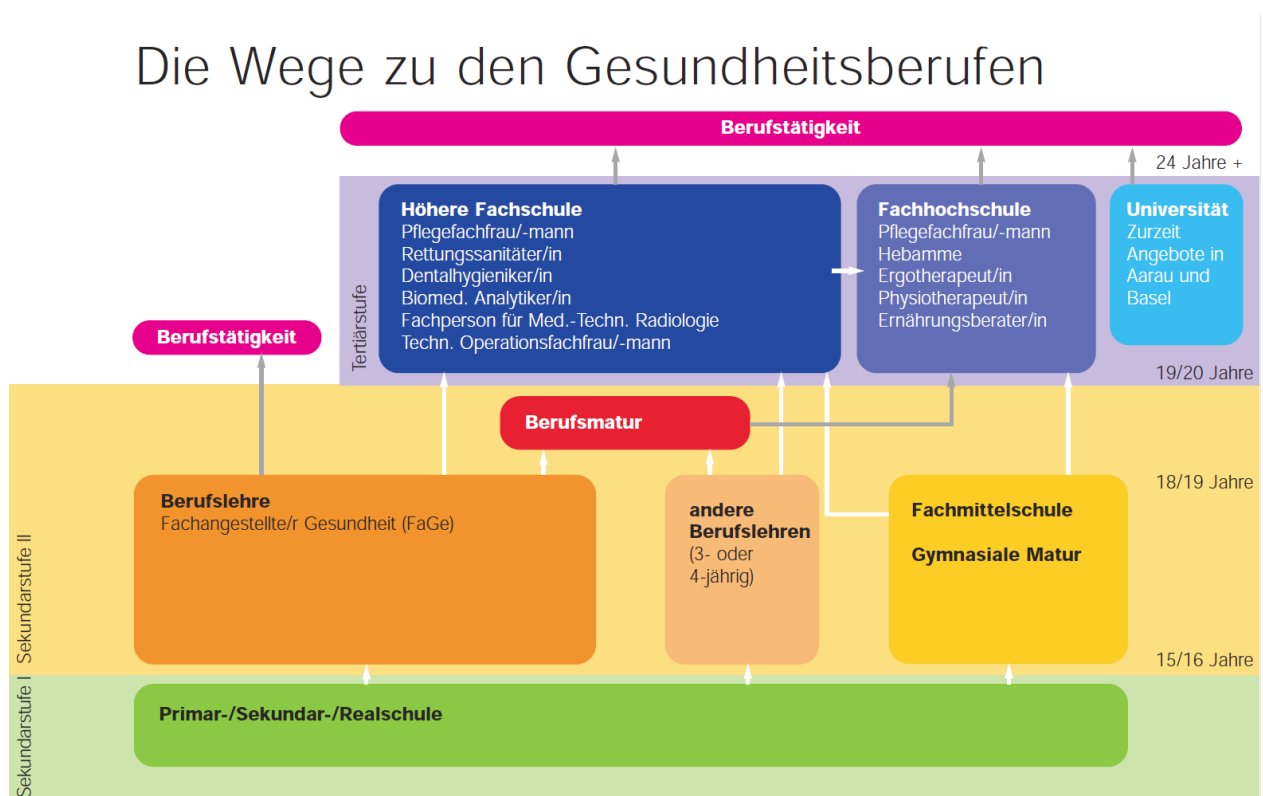 Die Wege zu den Gesundheitsberufen
Berufstätigkeit
24 Jahre +
Höhere Fachschule
Pflegefachfrau/-mann
Rettungssanitäter/in
Dentalhygieniker/in
Biomed. Analytiker/in
Fachperson für Med.-Techn. Radiologie
Techn. Operationsfachfrau/-mann
Fachhochschule
Pflegefachfrau/-mann
Hebamme
Ergotherapeut/in
Physiotherapeut/in
Ernährungsberater/in
Universität
Zurzeit
Angebote in
Aarau und
Basel
Tertiärstufe
Berufstätigkeit
19/20 Jahre
Berufsmatur
18/19 Jahre
Berufslehre
Fachangestellte/r Gesundheit (FaGe)
andere
Berufslehren
(3- oder
4-jährig)
Fachmittelschule
Gymnasiale Matur
Sekundarstufe II
15/16 Jahre
Primar-/Sekundar-/Realschule
Sekundarstufe I